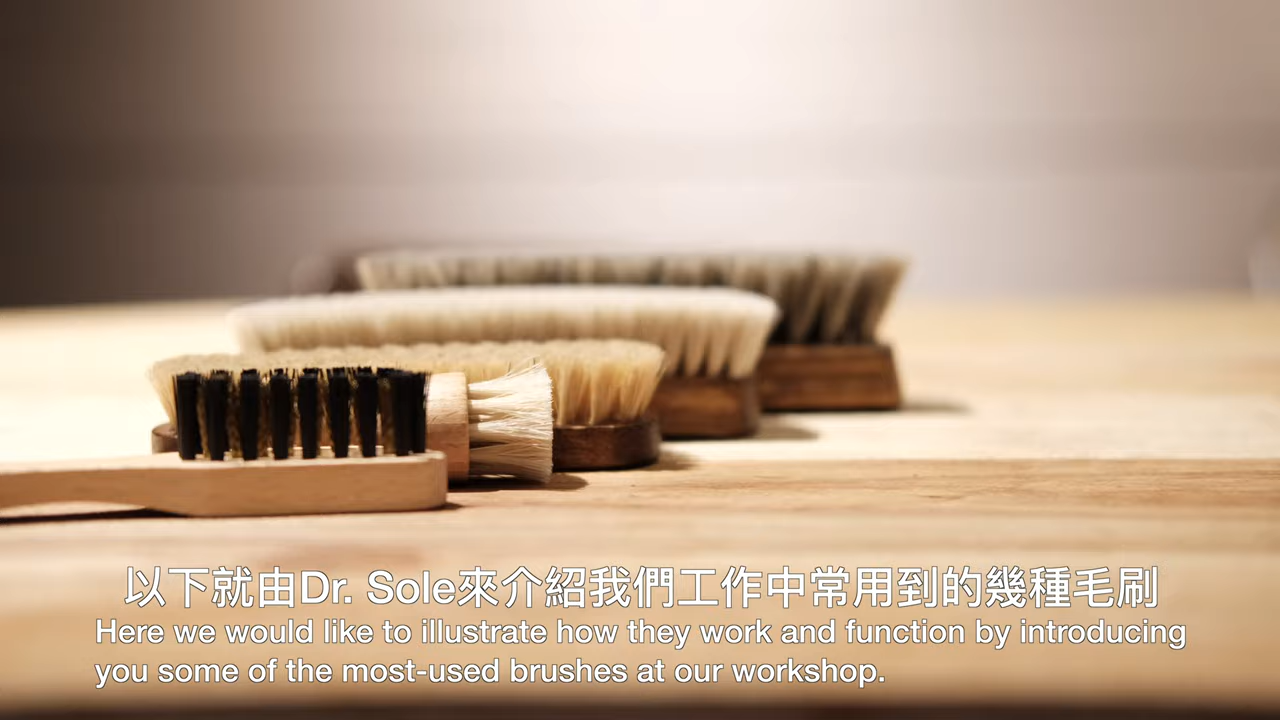 以下就由Dr. Sole來介紹我們工作中常用到的幾種毛刷
Here we would like to illustrate how they work and function by introducing
you some of the most-used brushes at our workshop.